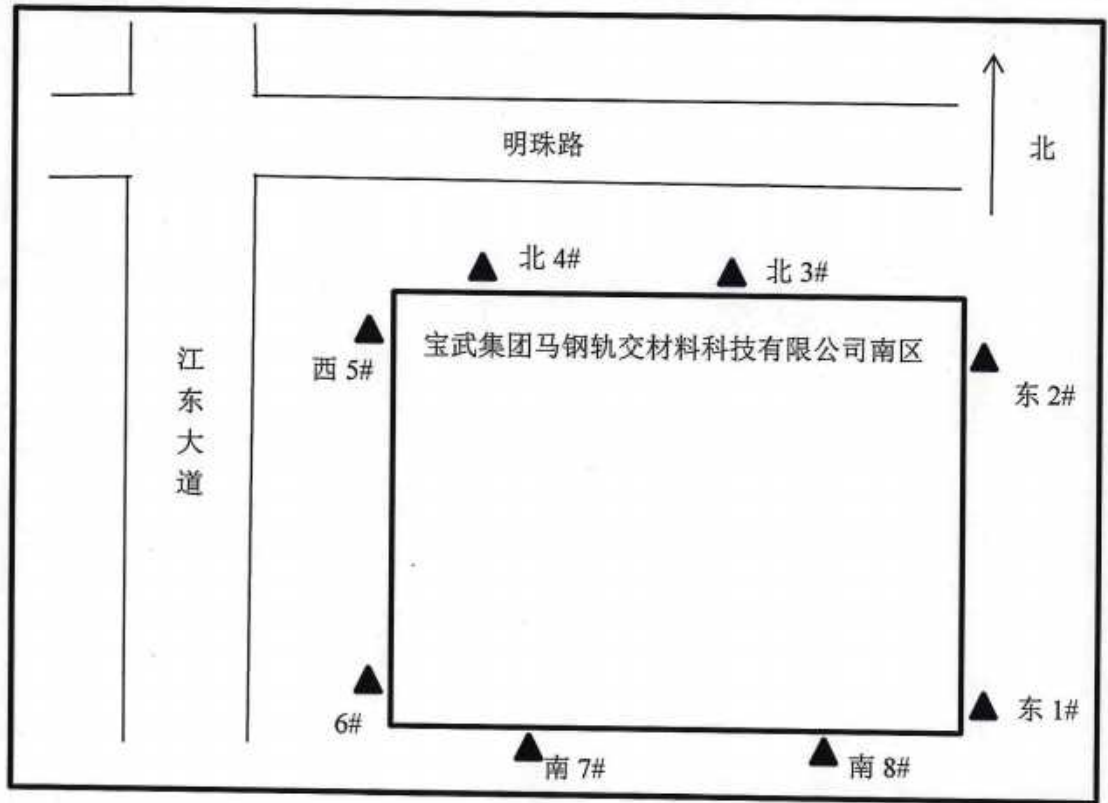 明珠路
北
北 4#
北 3#
宝武集团马钢轨交材料科技有限公司南区
西 5#
东 2#
江东大道
6#
东 1#
南 7#
南 8#